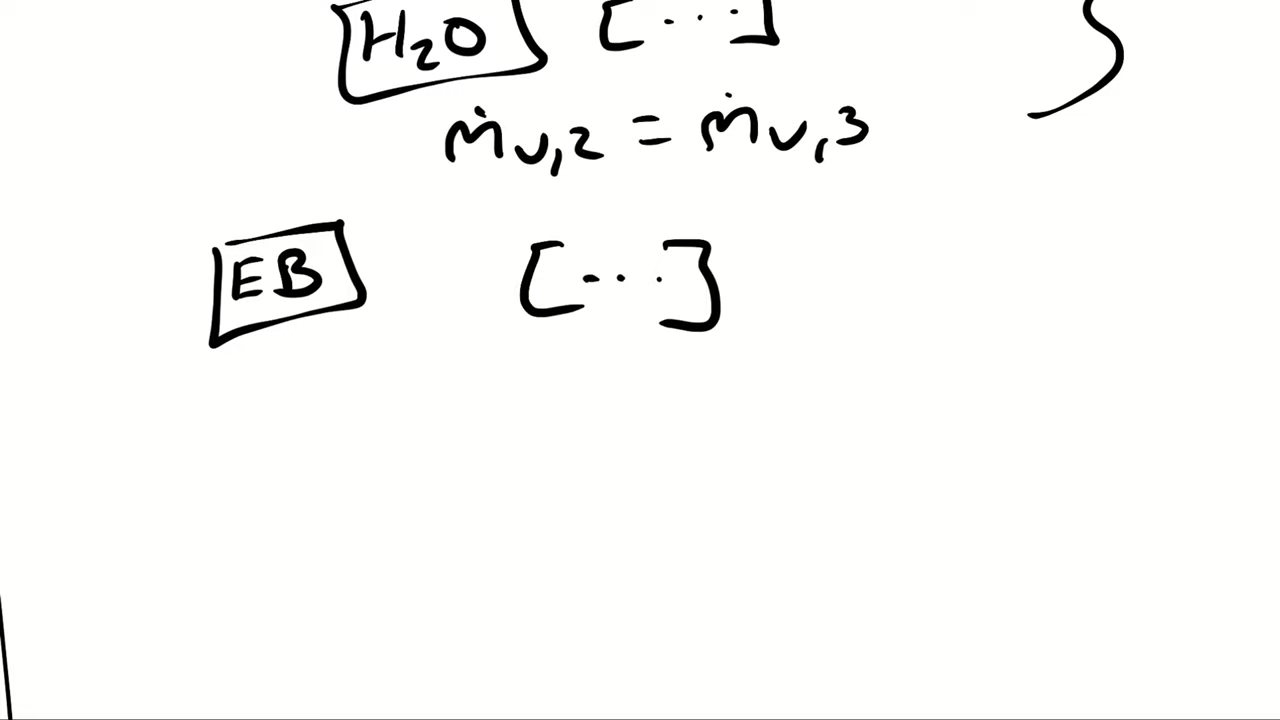 H₂O [...]
ṁv,2 = ṁv,3
EB [...]